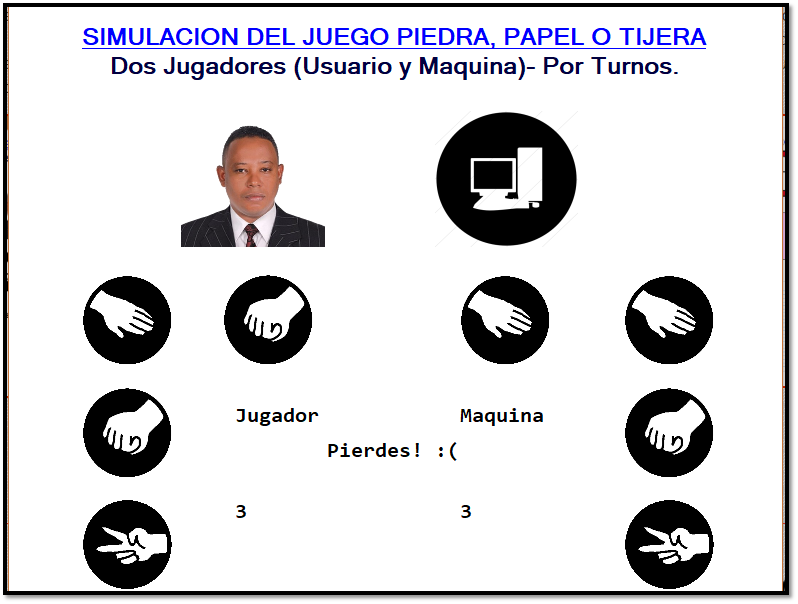 SIMULACION DEL JUEGO PIEDRA, PAPEL O TIJERA
Dos Jugadores (Usuario y Maquina)- Por Turnos.
Jugador Maquina
Pierdes! :(
3 3